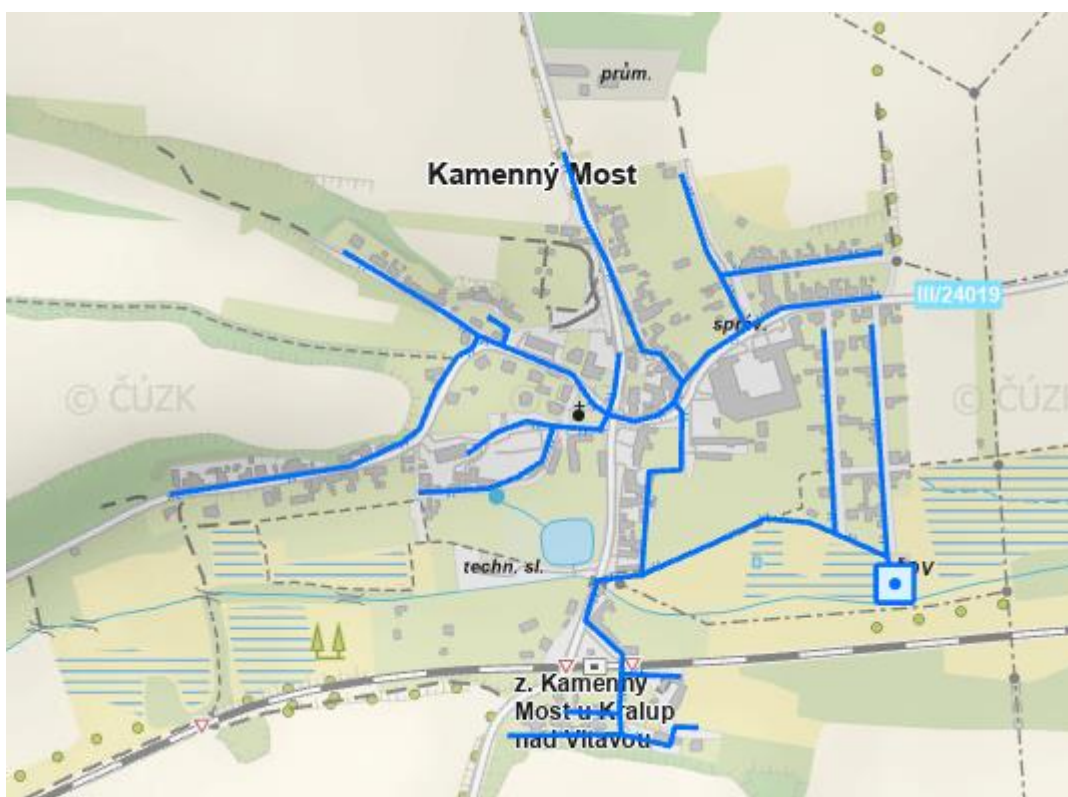 prům.
Kamenný Most
III/24019
správ.
© ČÚZK
© ČÚZK
techn. sl.
z. Kamenný
Most u Kralup
nad Vltavou